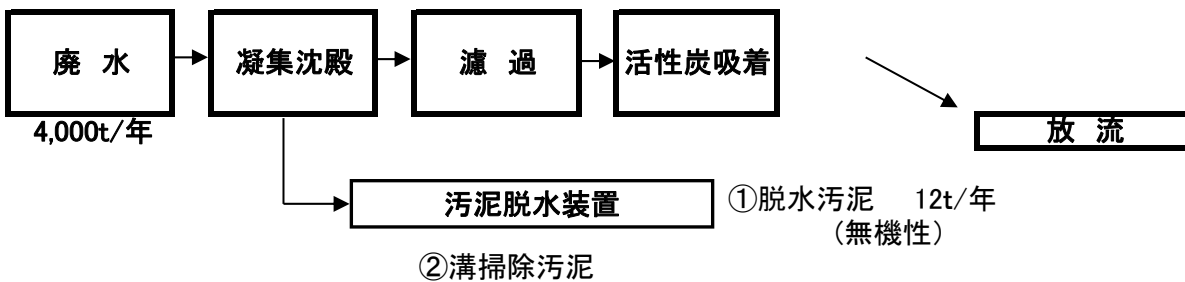 廃 水
凝集沈殿
濾 過
活性炭吸着
4,000t/年
放 流
汚泥脱水装置
①脱水汚泥 12t/年
(無機性)
②溝掃除汚泥